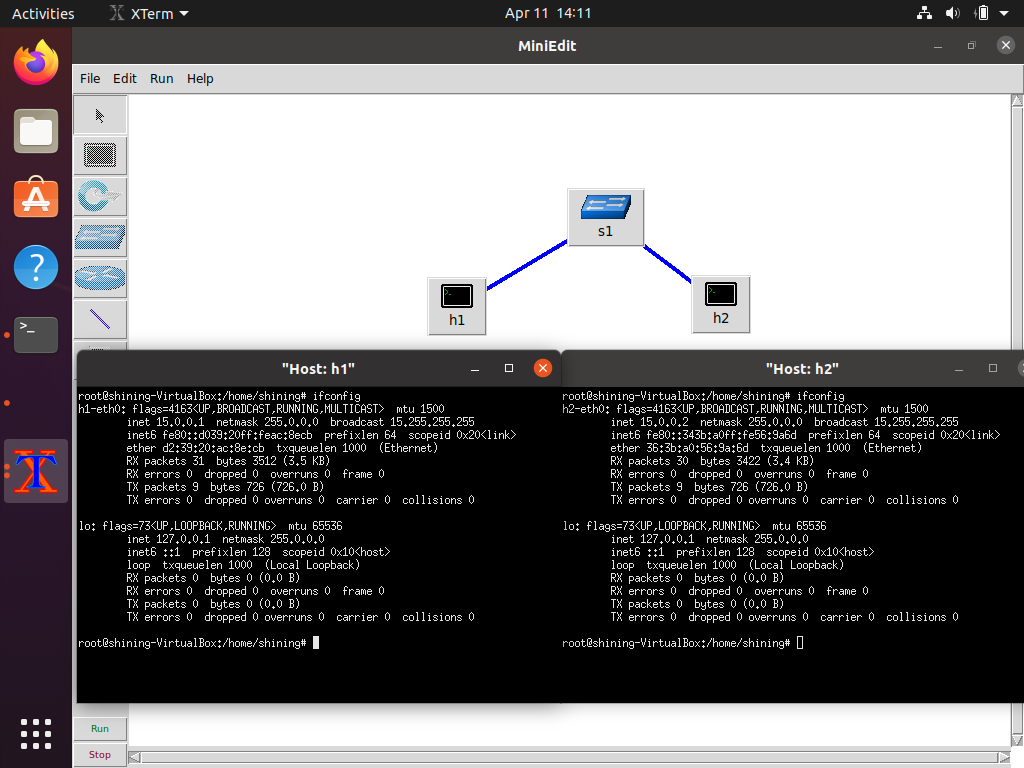 Activities
XTerm
Apr 11 14:11
MiniEdit
File Edit Run Help
s1
h1
h2
"Host: h1"
root@shining-VirtualBox:/home/shining# ifconfig
h1-eth0: flags=4163<UP,BROADCAST,RUNNING,MULTICAST>  mtu 1500
        inet 15.0.0.1  netmask 255.0.0.0  broadcast 15.255.255.255
        inet6 fe80::d039:20ff:feac:8ecb  prefixlen 64  scopeid 0x20<link>
        ether d2:39:20:ac:8e:cb  txqueuelen 1000  (Ethernet)
        RX packets 31  bytes 3512 (3.5 KB)
        RX errors 0  dropped 0  overruns 0  frame 0
        TX packets 9  bytes 726 (726.0 B)
        TX errors 0  dropped 0 overruns 0  carrier 0  collisions 0
lo: flags=73<UP,LOOPBACK,RUNNING>  mtu 65536
        inet 127.0.0.1  netmask 255.0.0.0
        inet6 ::1  prefixlen 128  scopeid 0x10<host>
        loop  txqueuelen 1000  (Local Loopback)
        RX packets 0  bytes 0 (0.0 B)
        RX errors 0  dropped 0  overruns 0  frame 0
        TX packets 0  bytes 0 (0.0 B)
        TX errors 0  dropped 0 overruns 0  carrier 0  collisions 0
root@shining-VirtualBox:/home/shining#
"Host: h2"
root@shining-VirtualBox:/home/shining# ifconfig
h2-eth0: flags=4163<UP,BROADCAST,RUNNING,MULTICAST>  mtu 1500
        inet 15.0.0.2  netmask 255.0.0.0  broadcast 15.255.255.255
        inet6 fe80::343b:a0ff:fe56:9a6d  prefixlen 64  scopeid 0x20<link>
        ether 36:3b:a0:56:9a:6d  txqueuelen 1000  (Ethernet)
        RX packets 30  bytes 3422 (3.4 KB)
        RX errors 0  dropped 0  overruns 0  frame 0
        TX packets 9  bytes 726 (726.0 B)
        TX errors 0  dropped 0 overruns 0  carrier 0  collisions 0
lo: flags=73<UP,LOOPBACK,RUNNING>  mtu 65536
        inet 127.0.0.1  netmask 255.0.0.0
        inet6 ::1  prefixlen 128  scopeid 0x10<host>
        loop  txqueuelen 1000  (Local Loopback)
        RX packets 0  bytes 0 (0.0 B)
        RX errors 0  dropped 0  overruns 0  frame 0
        TX packets 0  bytes 0 (0.0 B)
        TX errors 0  dropped 0 overruns 0  carrier 0  collisions 0
root@shining-VirtualBox:/home/shining#
Run
Stop